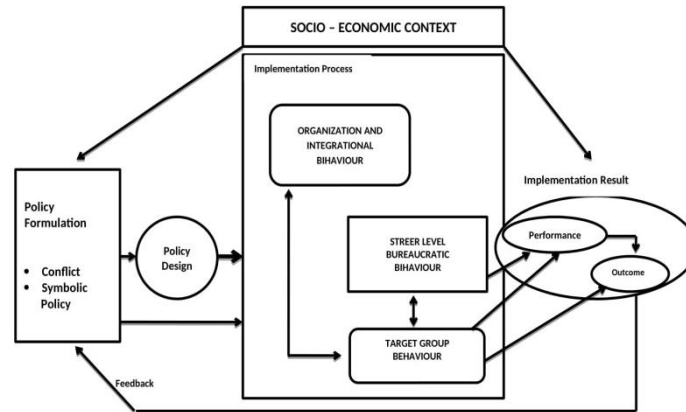 SOCIO – ECONOMIC CONTEXT
Implementation Process
ORGANIZATION AND
INTEGRATIONAL
BIHAVIOUR
Implementation Result
Policy
Formulation
• Conflict
• Symbolic
Policy
Policy
Design
STREER LEVEL
BUREAUCRATIC
BIHAVIOUR
Performance
Outcome
TARGET GROUP
BEHAVIOUR
Feedback